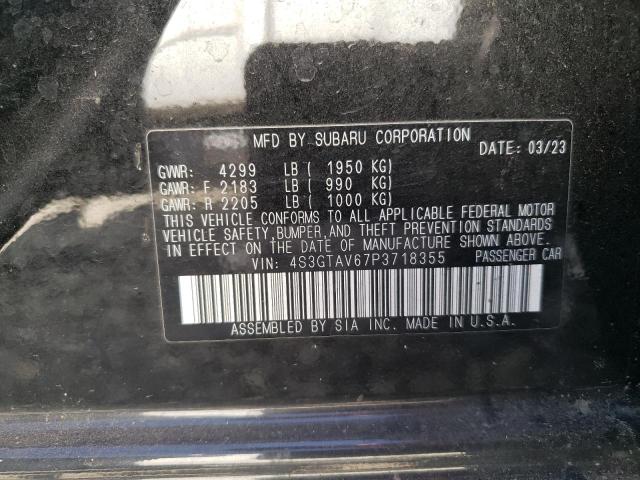 MFD BY SUBARU CORPORATION
DATE: 03/23
GVWR: 4299 LB ( 1950 KG)
GAWR: F 2183 LB ( 990 KG)
GAWR: R 2205 LB ( 1000 KG)
THIS VEHICLE CONFORMS TO ALL APPLICABLE FEDERAL MOTOR
VEHICLE SAFETY, BUMPER, AND THEFT PREVENTION STANDARDS
IN EFFECT ON THE DATE OF MANUFACTURE SHOWN ABOVE.
VIN: 4S3GTAV67P3718355 PASSENGER CAR
ASSEMBLED BY SIA INC. MADE IN U.S.A.